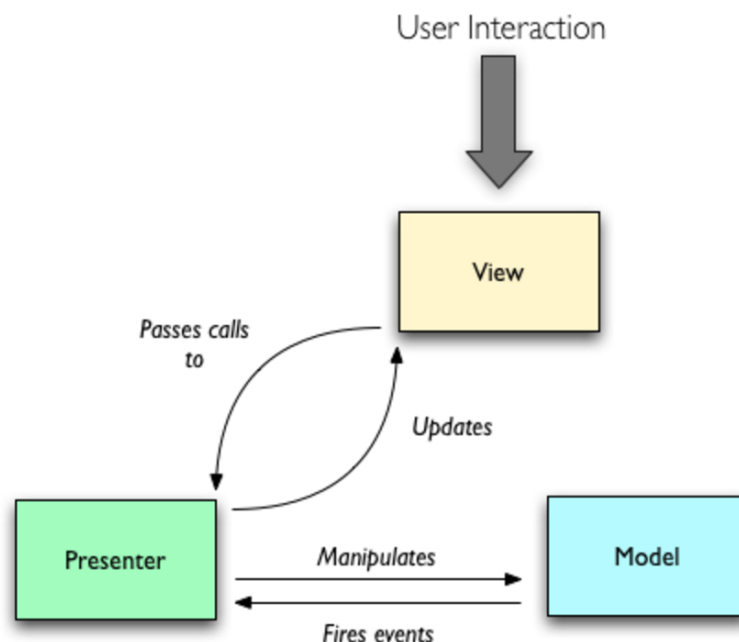 User Interaction
View
Passes calls
to
Updates
Presenter
Manipulates
Model
Fires events